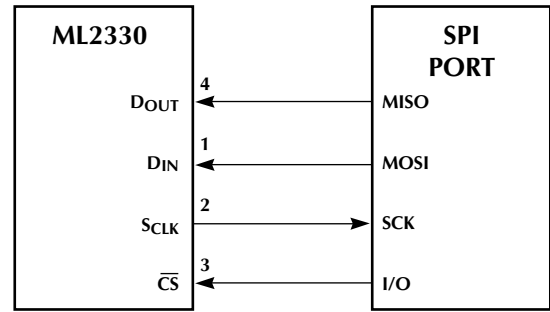 ML2330
SPI
PORT
4
DOUT
MISO
1
DIN
MOSI
2
SCLK
SCK
3
CS
I/O